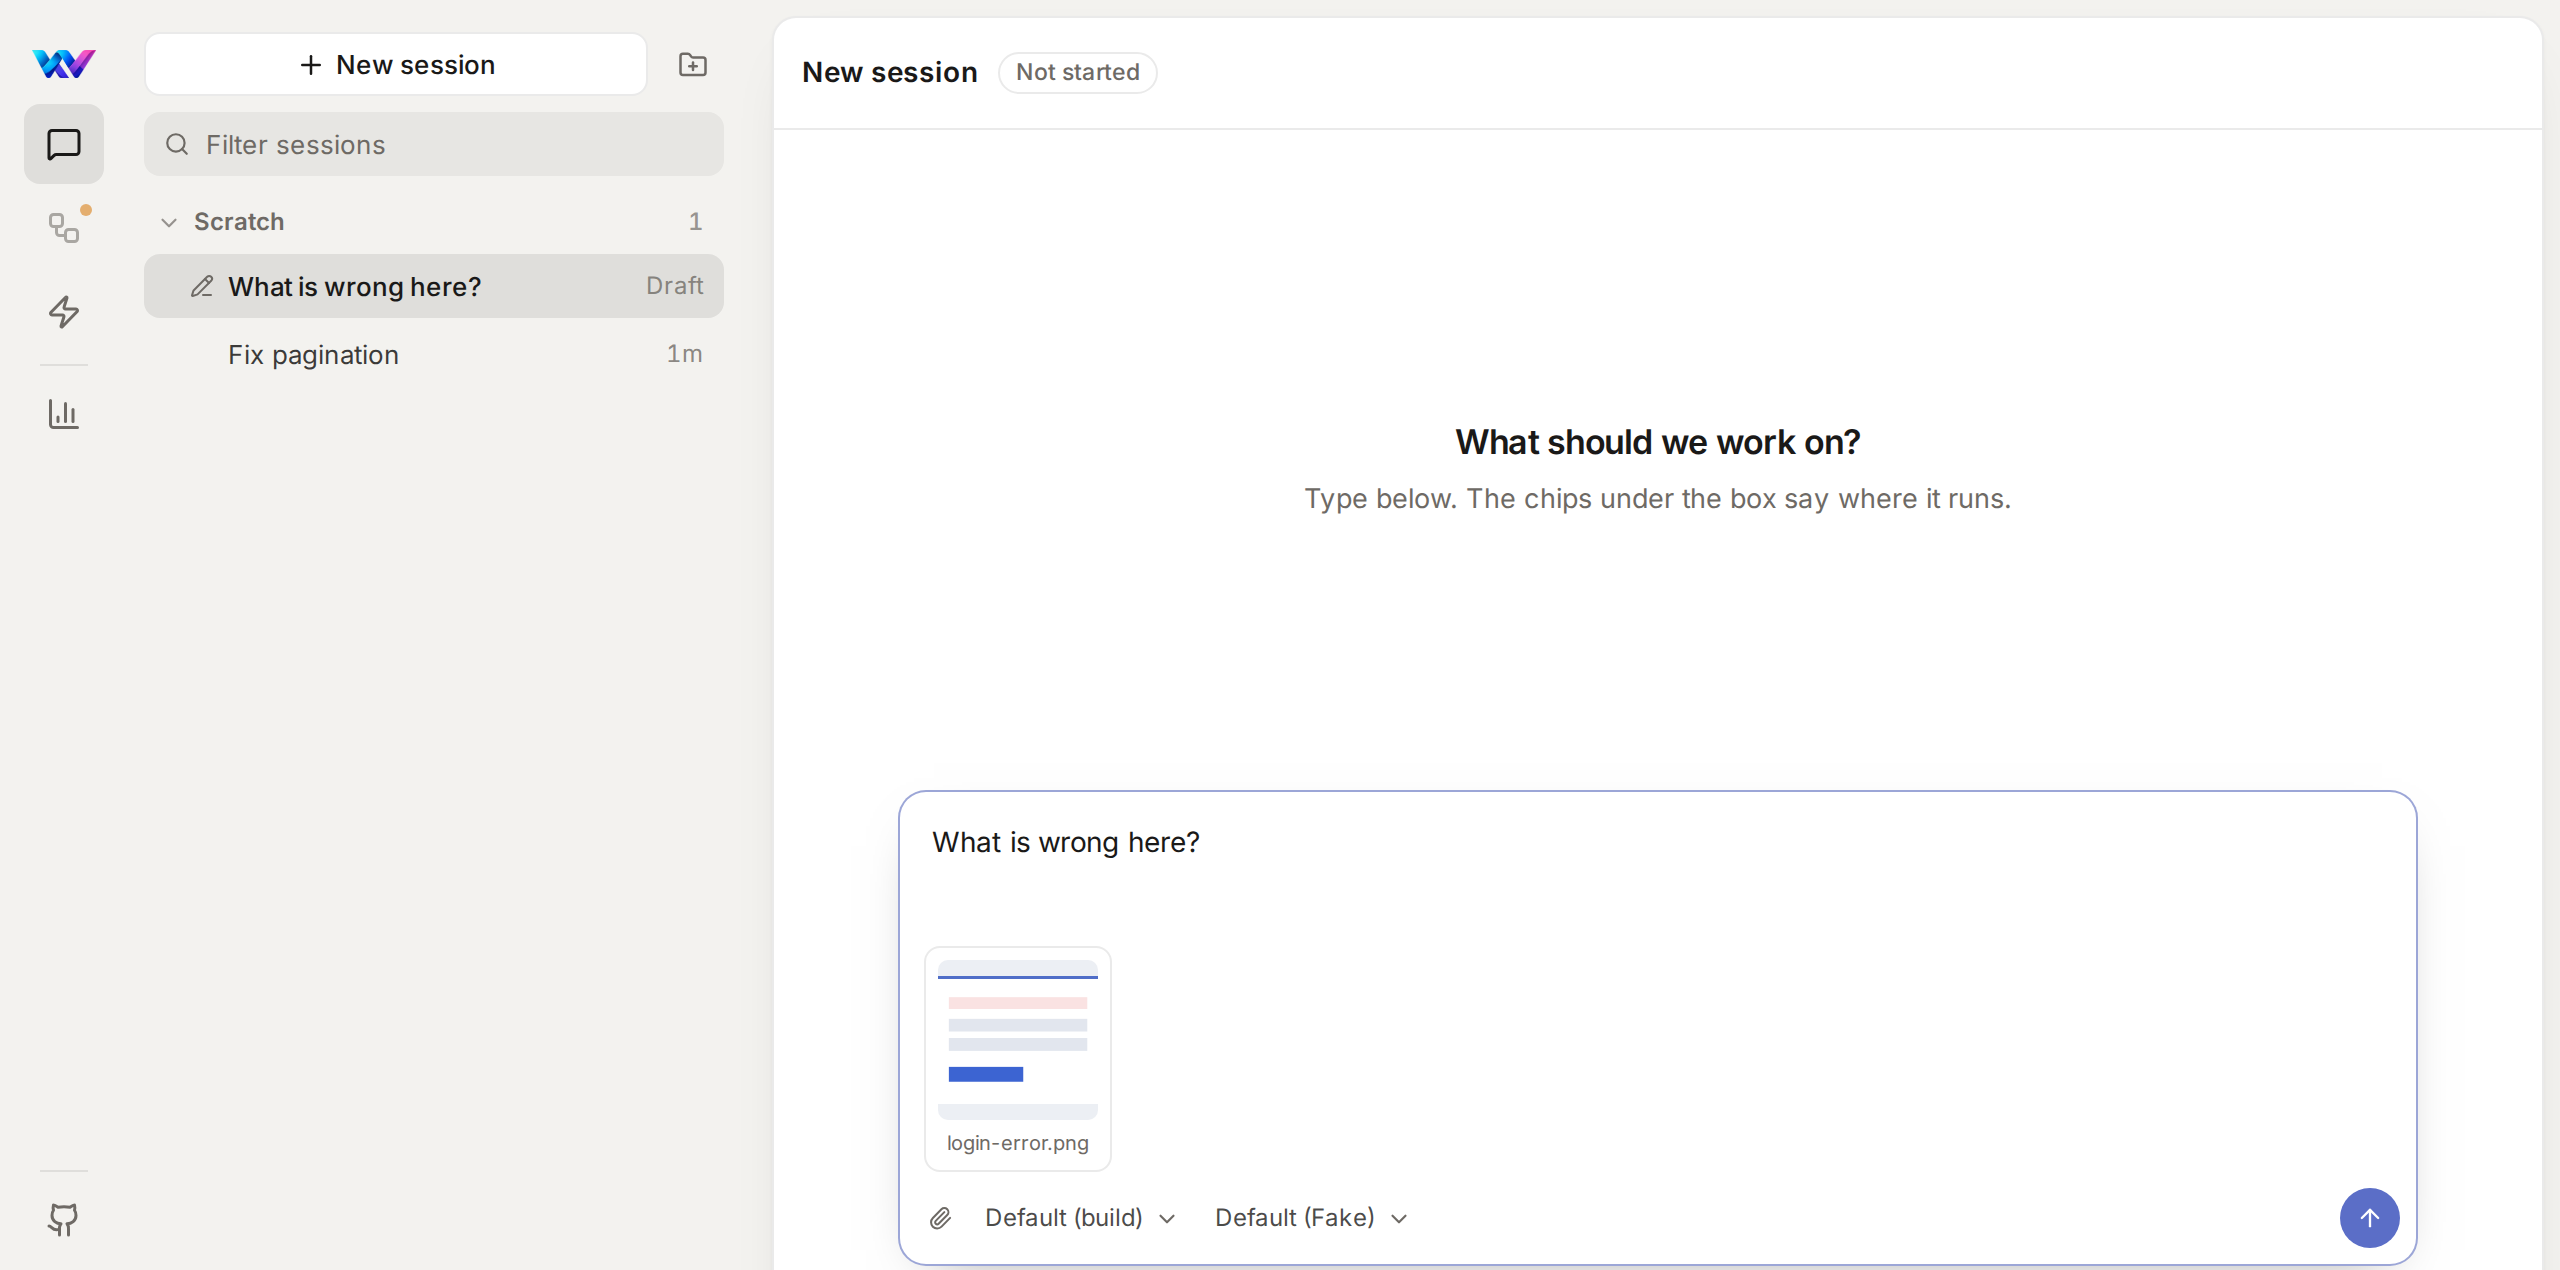 New session
Filter sessions
Scratch 1
What is wrong here? Draft
Fix pagination 1m
New session Not started
What should we work on?
Type below. The chips under the box say where it runs.
What is wrong here?
login-error.png
Default (build) Default (Fake)